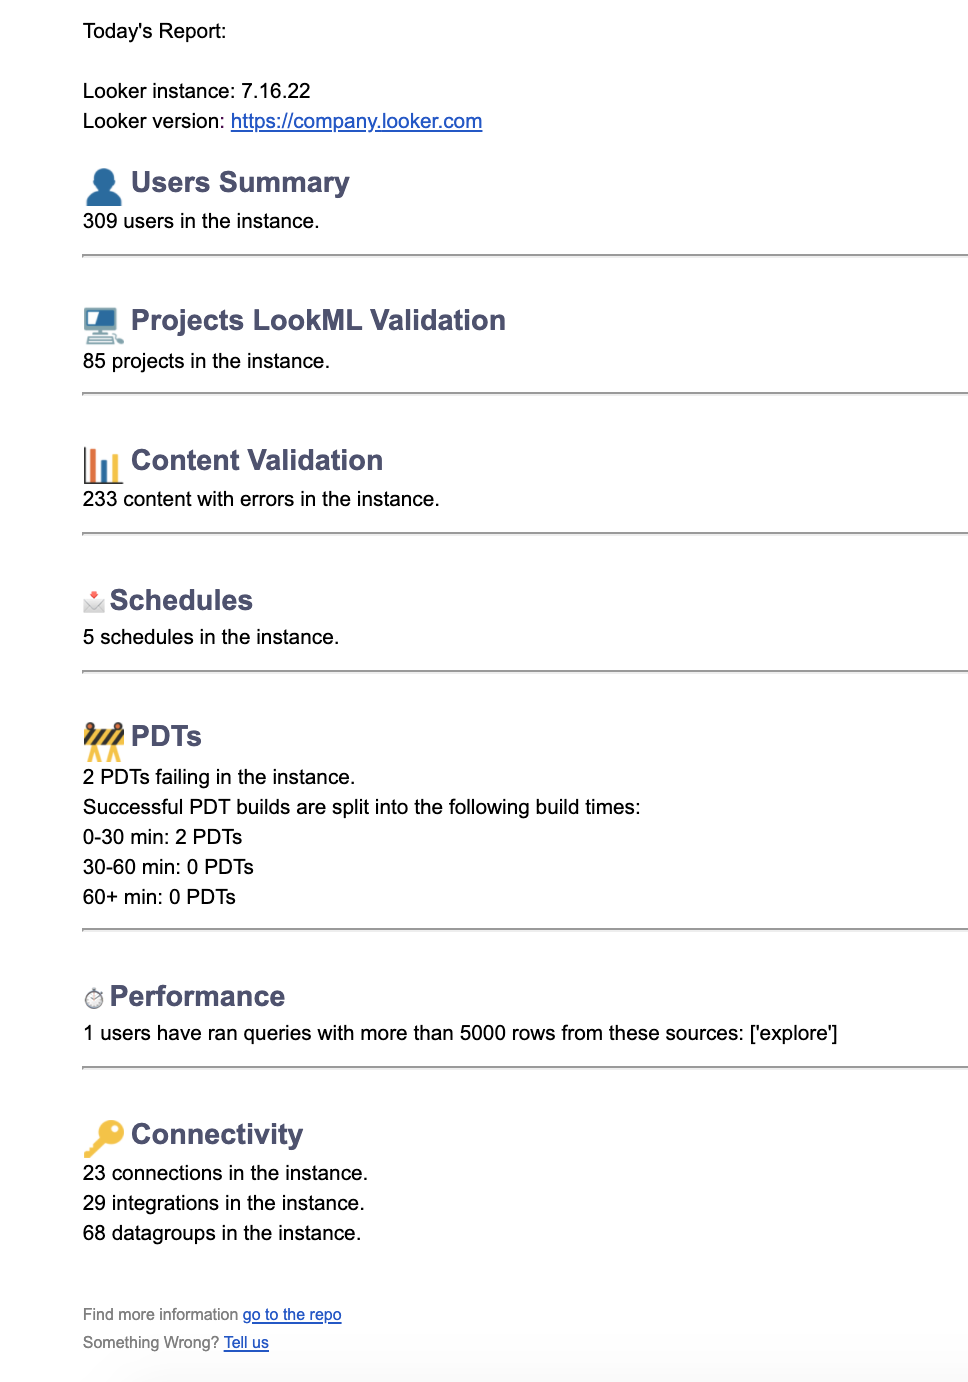 Today's Report:
Looker instance: 7.16.22
Looker version: https://company.looker.com
Users Summary
309 users in the instance.
Projects LookML Validation
85 projects in the instance.
Content Validation
233 content with errors in the instance.
Schedules
5 schedules in the instance.
PDTs
2 PDTs failing in the instance.
Successful PDT builds are split into the following build times:
0-30 min: 2 PDTs
30-60 min: 0 PDTs
60+ min: 0 PDTs
Performance
1 users have ran queries with more than 5000 rows from these sources: ['explore']
Connectivity
23 connections in the instance.
29 integrations in the instance.
68 datagroups in the instance.
Find more information go to the repo
Something Wrong? Tell us